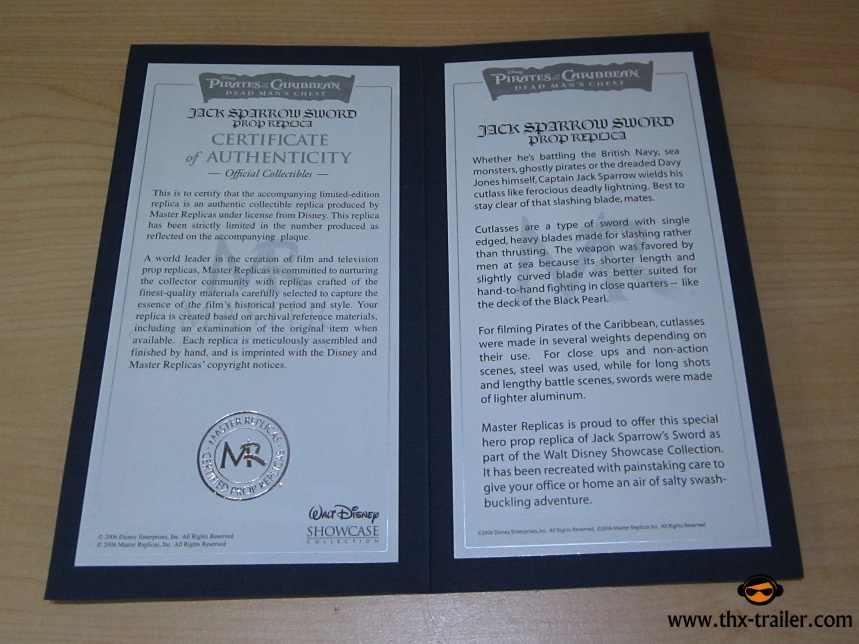 Disney
PIRATES of the CARIBBEAN
DEAD MAN'S CHEST
JACK SPARROW SWORD
PROP REPLICA
CERTIFICATE
of AUTHENTICITY
— Official Collectibles —
This is to certify that the accompanying limited-edition
replica is an authentic collectible replica produced by
Master Replicas under license from Disney. This replica
has been strictly limited in the number produced as
reflected on the accompanying plaque.
A world leader in the creation of film and television
prop replicas, Master Replicas is committed to nurturing
the collector community with replicas crafted of the
finest-quality materials carefully selected to capture the
essence of the film's historical period and style. Your
replica is created based on archival reference materials,
including an examination of the original item when
available. Each replica is meticulously assembled and
finished by hand, and is imprinted with the Disney and
Master Replicas' copyright notices.
MASTER REPLICAS
MR
CERTIFIED PROP REPLICAS
WALT DISNEY
SHOWCASE
COLLECTION
© 2006 Disney Enterprises, Inc. All Rights Reserved
© 2006 Master Replicas, Inc. All Rights Reserved
Disney
PIRATES of the CARIBBEAN
DEAD MAN'S CHEST
JACK SPARROW SWORD
PROP REPLICA
Whether he's battling the British Navy, sea
monsters, ghostly pirates or the dreaded Davy
Jones himself, Captain Jack Sparrow wields his
cutlass like ferocious deadly lightning. Best to
stay clear of that slashing blade, mates.
Cutlasses are a type of sword with single
edged, heavy blades made for slashing rather
than thrusting. The weapon was favored by
men at sea because its shorter length and
slightly curved blade was better suited for
hand-to-hand fighting in close quarters -- like
the deck of the Black Pearl.
For filming Pirates of the Caribbean, cutlasses
were made in several weights depending on
their use. For close ups and non-action
scenes, steel was used, while for long shots
and lengthy battle scenes, swords were made
of lighter aluminum.
Master Replicas is proud to offer this special
hero prop replica of Jack Sparrow's Sword as
part of the Walt Disney Showcase Collection.
It has been recreated with painstaking care to
give your office or home an air of salty swash-
buckling adventure.
©2006 Disney Enterprises, Inc. All Rights Reserved. ©2006 Master Replicas Inc. All Rights Reserved
www.thx-trailer.com